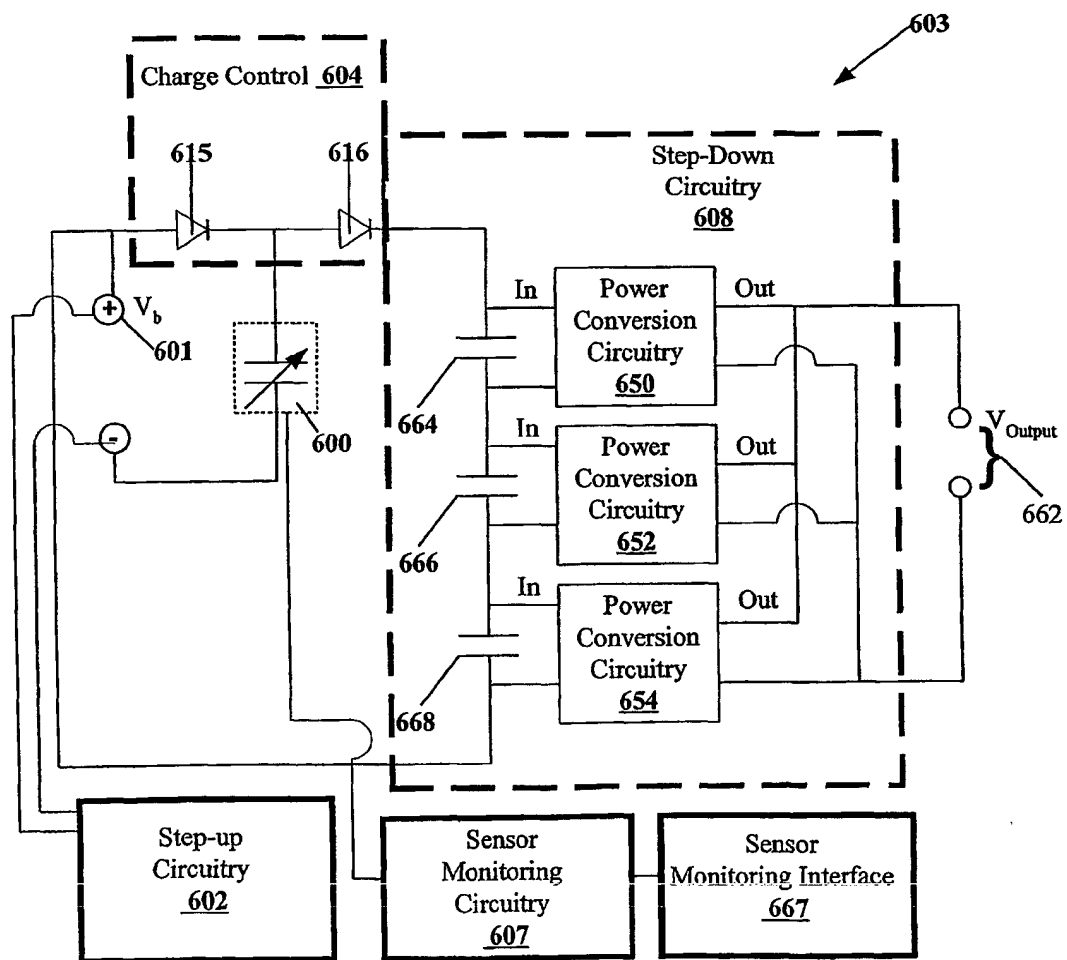 603
Charge Control 604
615
616
Step-Down
Circuitry
608
In
Power
Conversion
Circuitry
650
Out
+
Vb
601
600
664
-
In
Power
Conversion
Circuitry
652
Out
VOutput
662
666
In
Power
Conversion
Circuitry
654
Out
668
Step-up
Circuitry
602
Sensor
Monitoring
Circuitry
607
Sensor
Monitoring Interface
667